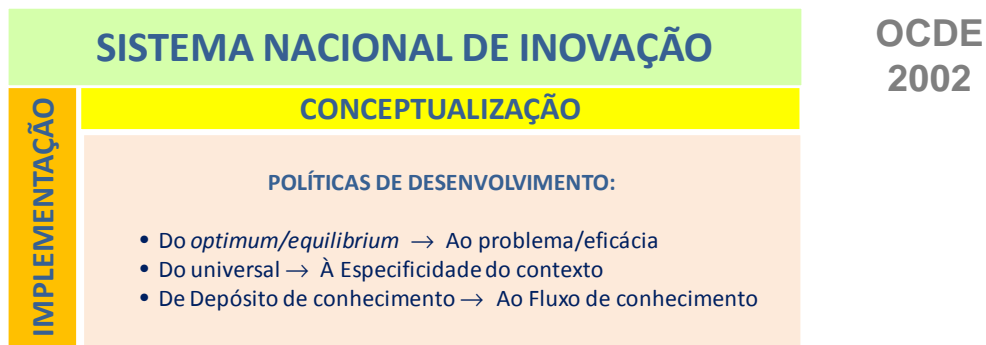 SISTEMA NACIONAL DE INOVAÇÃO
OCDE
2002
IMPLEMENTAÇÃO
CONCEPTUALIZAÇÃO
POLÍTICAS DE DESENVOLVIMENTO:
• Do optimum/equilibrium → Ao problema/eficácia
• Do universal → À Especificidade do contexto
• De Depósito de conhecimento → Ao Fluxo de conhecimento